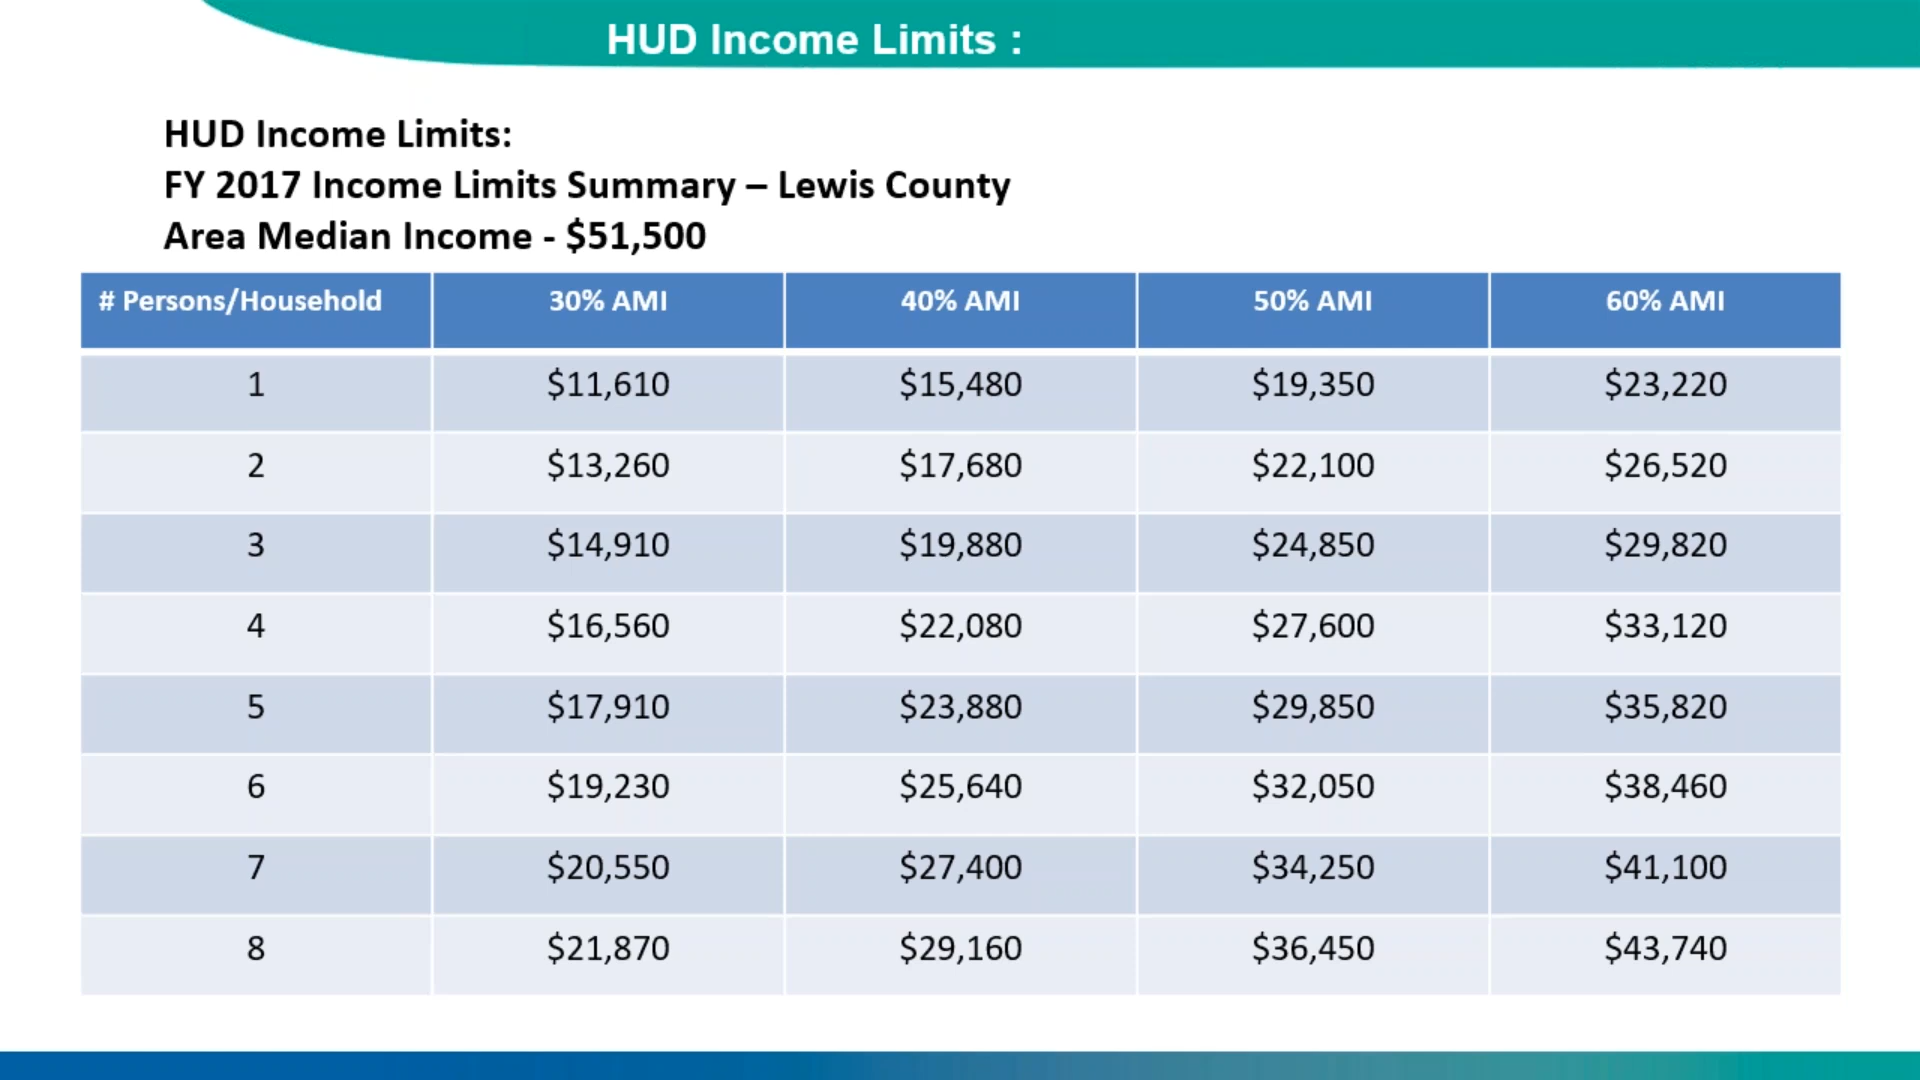 HUD Income Limits :
HUD Income Limits:
FY 2017 Income Limits Summary – Lewis County
Area Median Income - $51,500
# Persons/Household 30% AMI 40% AMI 50% AMI 60% AMI
1 $11,610 $15,480 $19,350 $23,220
2 $13,260 $17,680 $22,100 $26,520
3 $14,910 $19,880 $24,850 $29,820
4 $16,560 $22,080 $27,600 $33,120
5 $17,910 $23,880 $29,850 $35,820
6 $19,230 $25,640 $32,050 $38,460
7 $20,550 $27,400 $34,250 $41,100
8 $21,870 $29,160 $36,450 $43,740